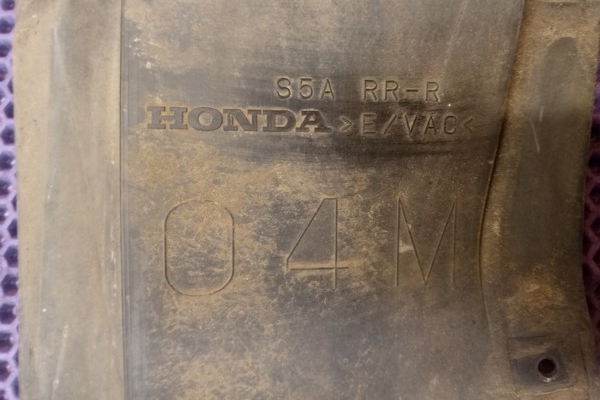 S5A RR-R
HONDA >E/VAC<
04M